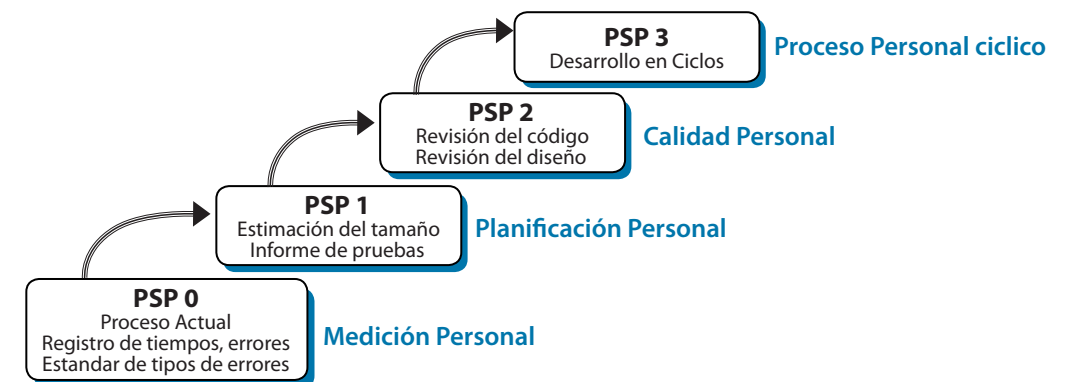 PSP 3
Desarrollo en Ciclos
Proceso Personal ciclico
PSP 2
Revisión del código
Revisión del diseño
Calidad Personal
PSP 1
Estimación del tamaño
Informe de pruebas
Planificación Personal
PSP 0
Proceso Actual
Registro de tiempos, errores
Estandar de tipos de errores
Medición Personal